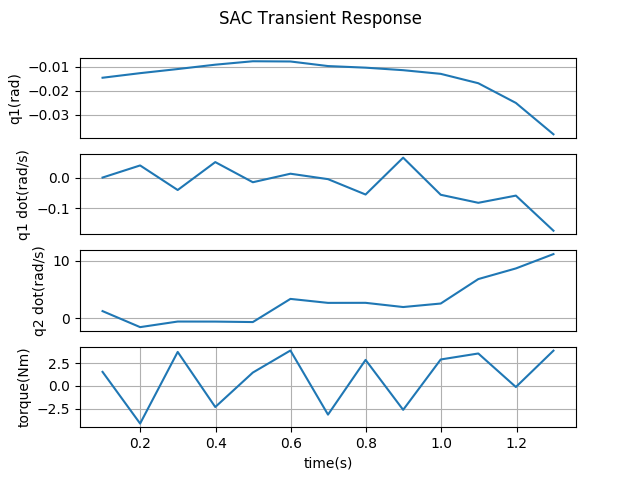 SAC Transient Response
q1(rad)
−0.01
−0.02
−0.03
q1 dot(rad/s)
0.0
−0.1
q2 dot(rad/s)
10
0
torque(Nm)
2.5
0.0
−2.5
0.2 0.4 0.6 0.8 1.0 1.2
time(s)